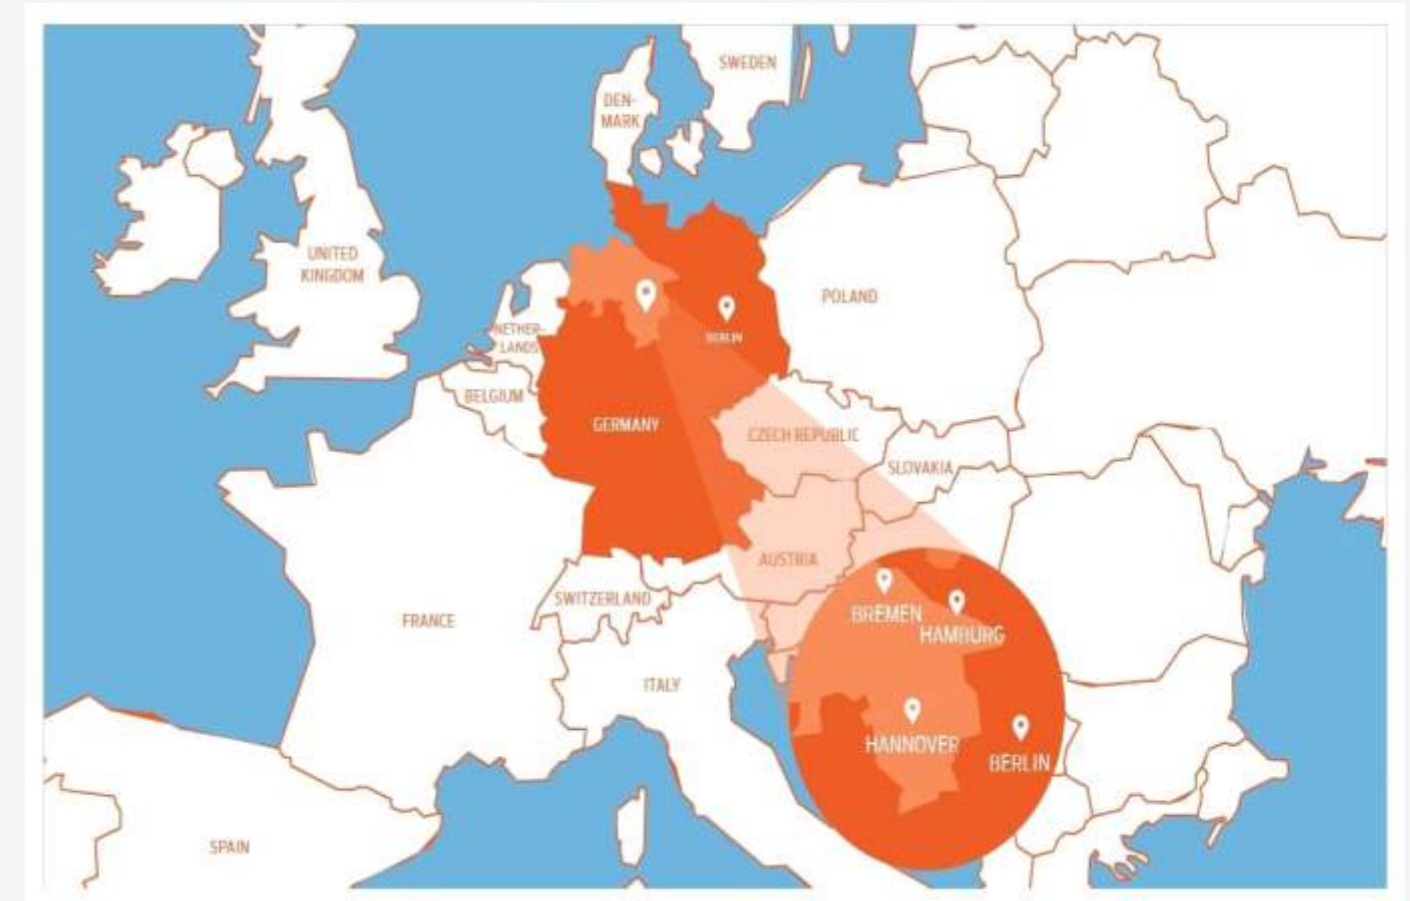 SWEDEN
DEN-
MARK
UNITED
KINGDOM
POLAND
NETHER-
LANDS
BERLIN
BELGIUM
GERMANY
CZECH REPUBLIC
SLOVAKIA
AUSTRIA
SWITZERLAND
FRANCE
BREMEN
HAMBURG
ITALY
HANNOVER
BERLIN
SPAIN